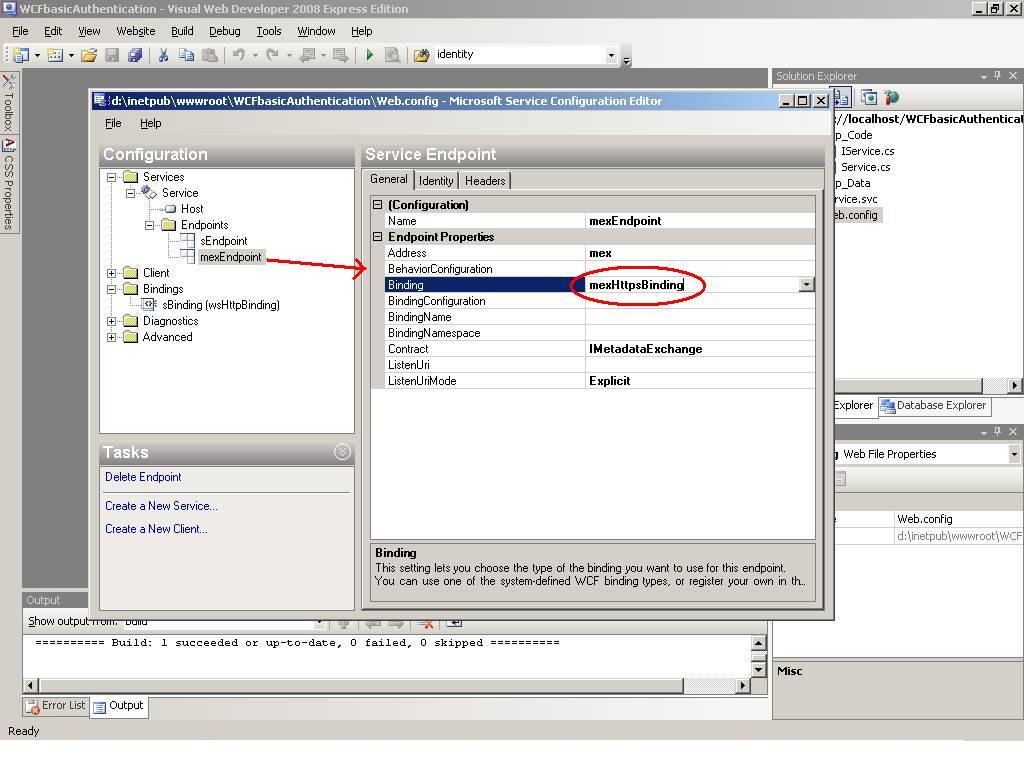 WCFbasicAuthentication - Visual Web Developer 2008 Express Edition
File Edit View Website Build Debug Tools Window Help
identity
Toolbox
CSS Properties
Solution Explorer
d:\inetpub\wwwroot\WCFbasicAuthentication\Web.config - Microsoft Service Configuration Editor
File Help
Configuration
Services
Service
Host
Endpoints
sEndpoint
mexEndpoint
Client
Bindings
sBinding (wsHttpBinding)
Diagnostics
Advanced
Tasks
Delete Endpoint
Create a New Service...
Create a New Client...
Service Endpoint
General Identity Headers
(Configuration)
Name mexEndpoint
Endpoint Properties
Address mex
BehaviorConfiguration
Binding mexHttpsBinding
BindingConfiguration
BindingName
BindingNamespace
Contract IMetadataExchange
ListenUri
ListenUriMode Explicit
Binding
This setting lets you choose the type of the binding you want to use for this endpoint.
You can use one of the system-defined WCF binding types, or register your own in th..
://localhost/WCFbasicAuthenticat
p_Code
IService.cs
Service.cs
p_Data
rvice.svc
eb.config
Explorer Database Explorer
g Web File Properties
Web.config
d:\inetpub\wwwroot\WCF
Misc
Output
Show output from: Build
========== Build: 1 succeeded or up-to-date, 0 failed, 0 skipped ==========
Error List Output
Ready